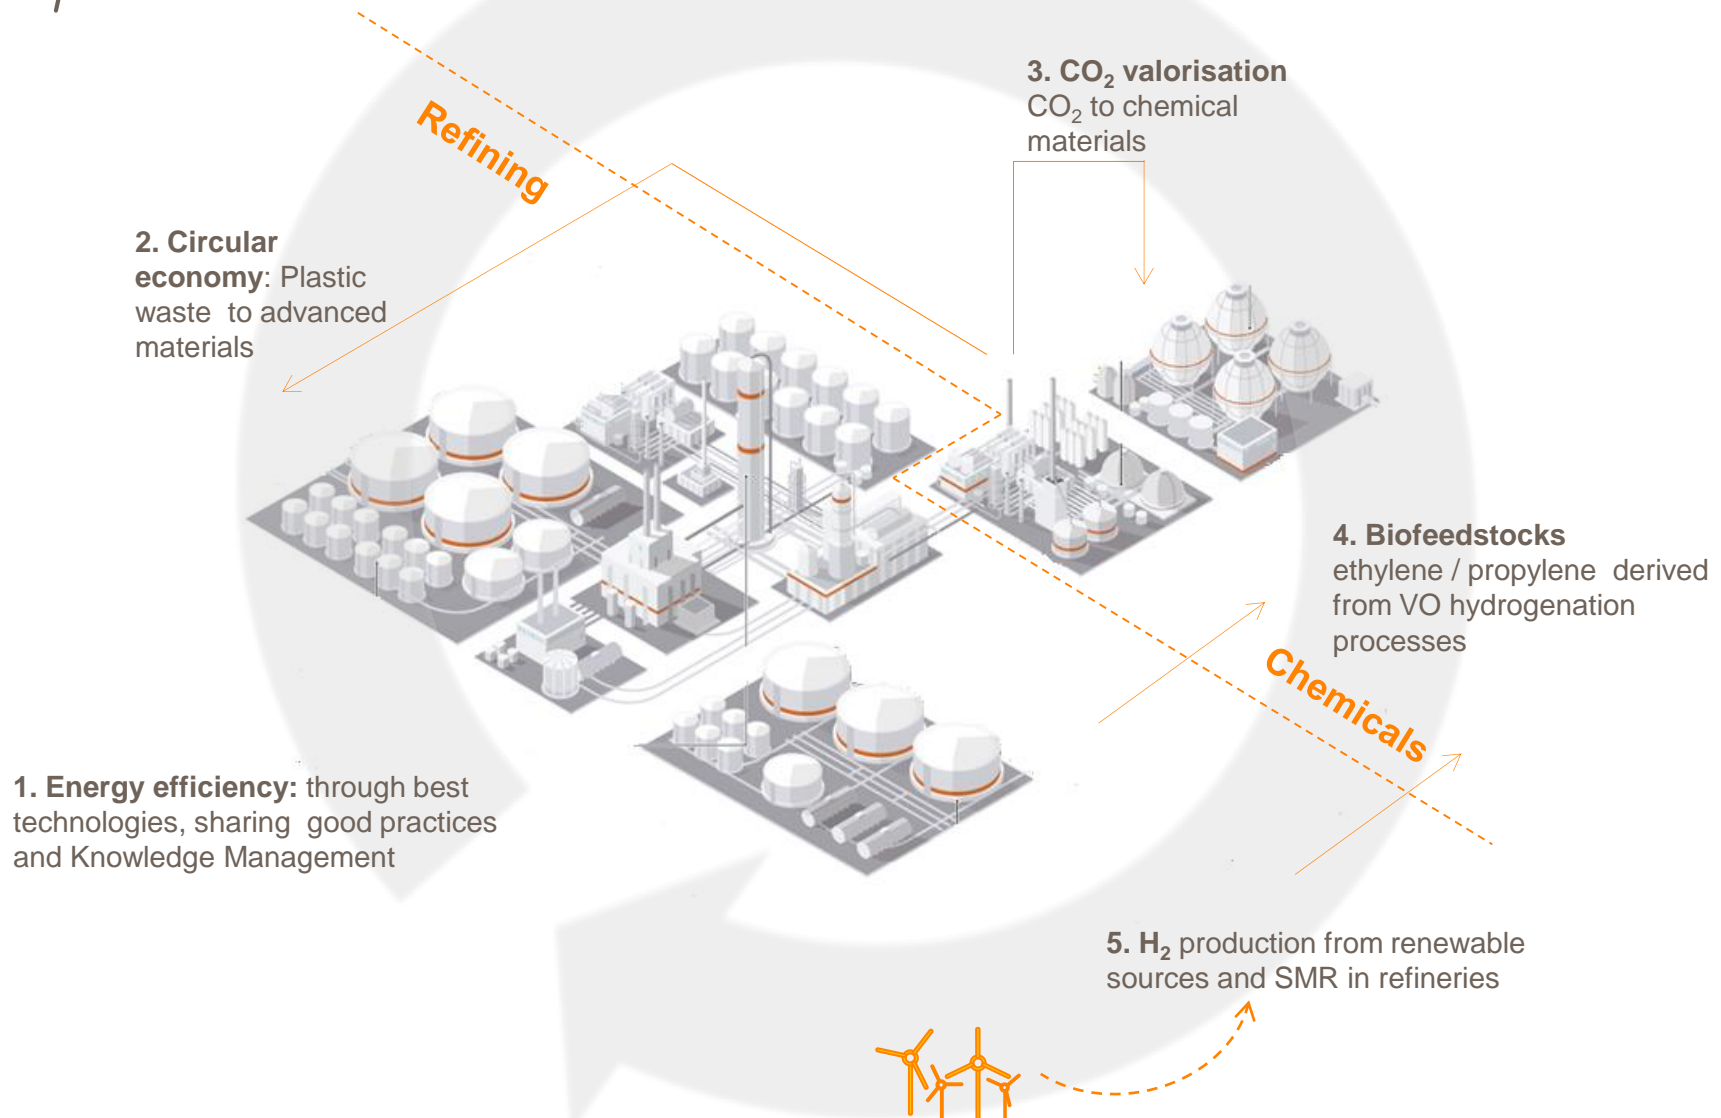 3. CO₂ valorisation
CO₂ to chemical
materials
Refining
2. Circular
economy: Plastic
waste to advanced
materials
4. Biofeedstocks
ethylene / propylene derived
from VO hydrogenation
processes
Chemicals
1. Energy efficiency: through best
technologies, sharing good practices
and Knowledge Management
5. H₂ production from renewable
sources and SMR in refineries